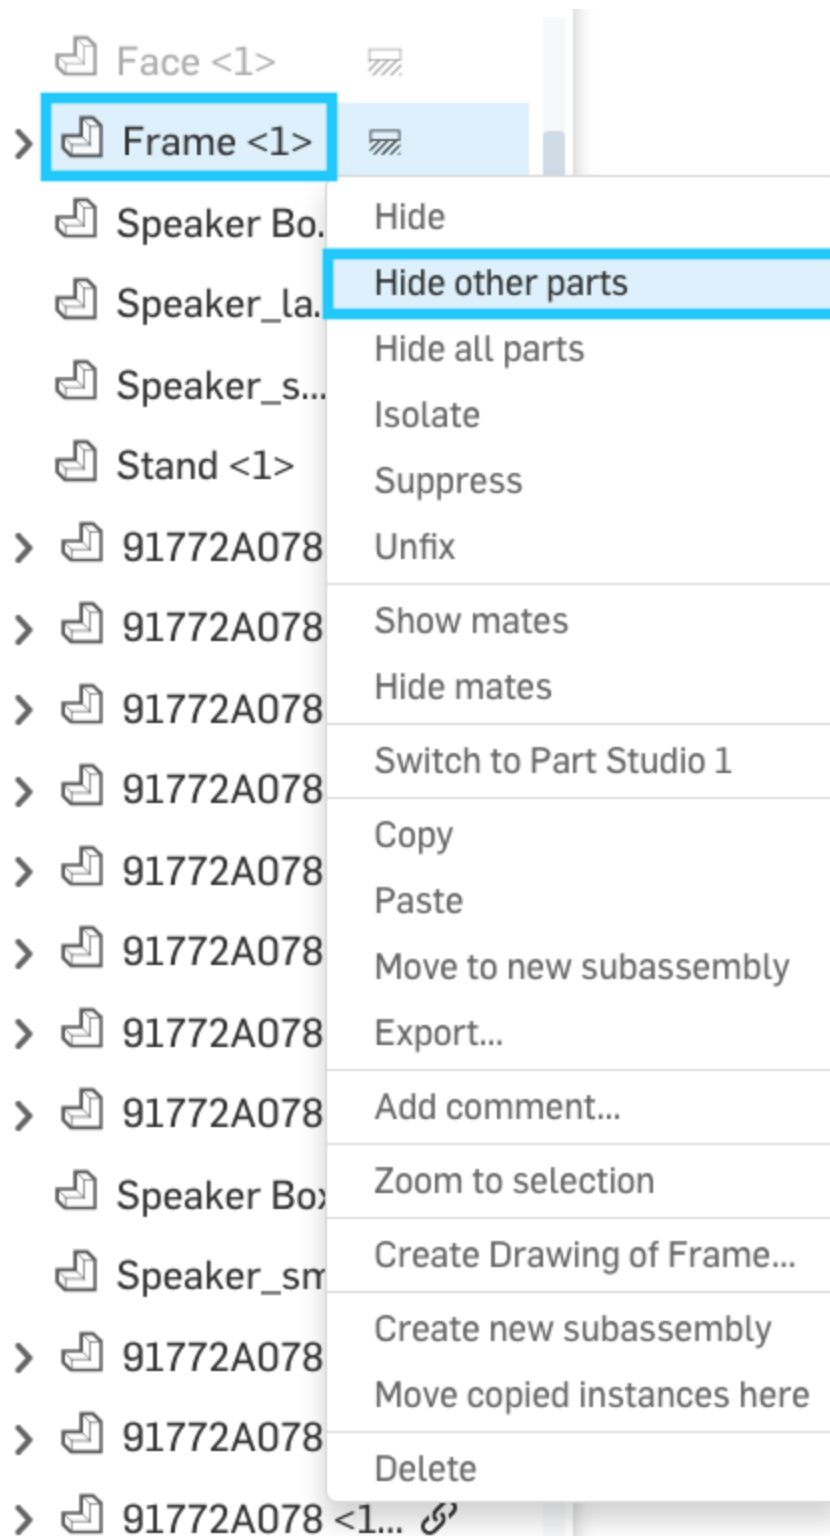 Face <1>
Frame <1>
Speaker Bo.
Speaker_la.
Speaker_s...
Stand <1>
91772A078
91772A078
91772A078
91772A078
91772A078
91772A078
91772A078
91772A078
Speaker Box
Speaker_sm
91772A078
91772A078
91772A078 <1...
Hide
Hide other parts
Hide all parts
Isolate
Suppress
Unfix
Show mates
Hide mates
Switch to Part Studio 1
Copy
Paste
Move to new subassembly
Export...
Add comment...
Zoom to selection
Create Drawing of Frame...
Create new subassembly
Move copied instances here
Delete